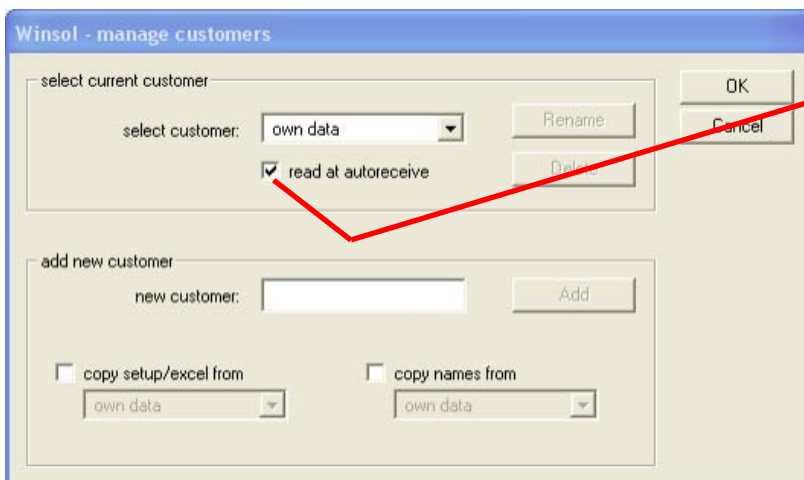 Winsol - manage customers
select current customer
OK
select customer: own data Rename
Cancel
read at autoreceive Delete
add new customer
new customer: Add
copy setup/excel from copy names from
own data own data